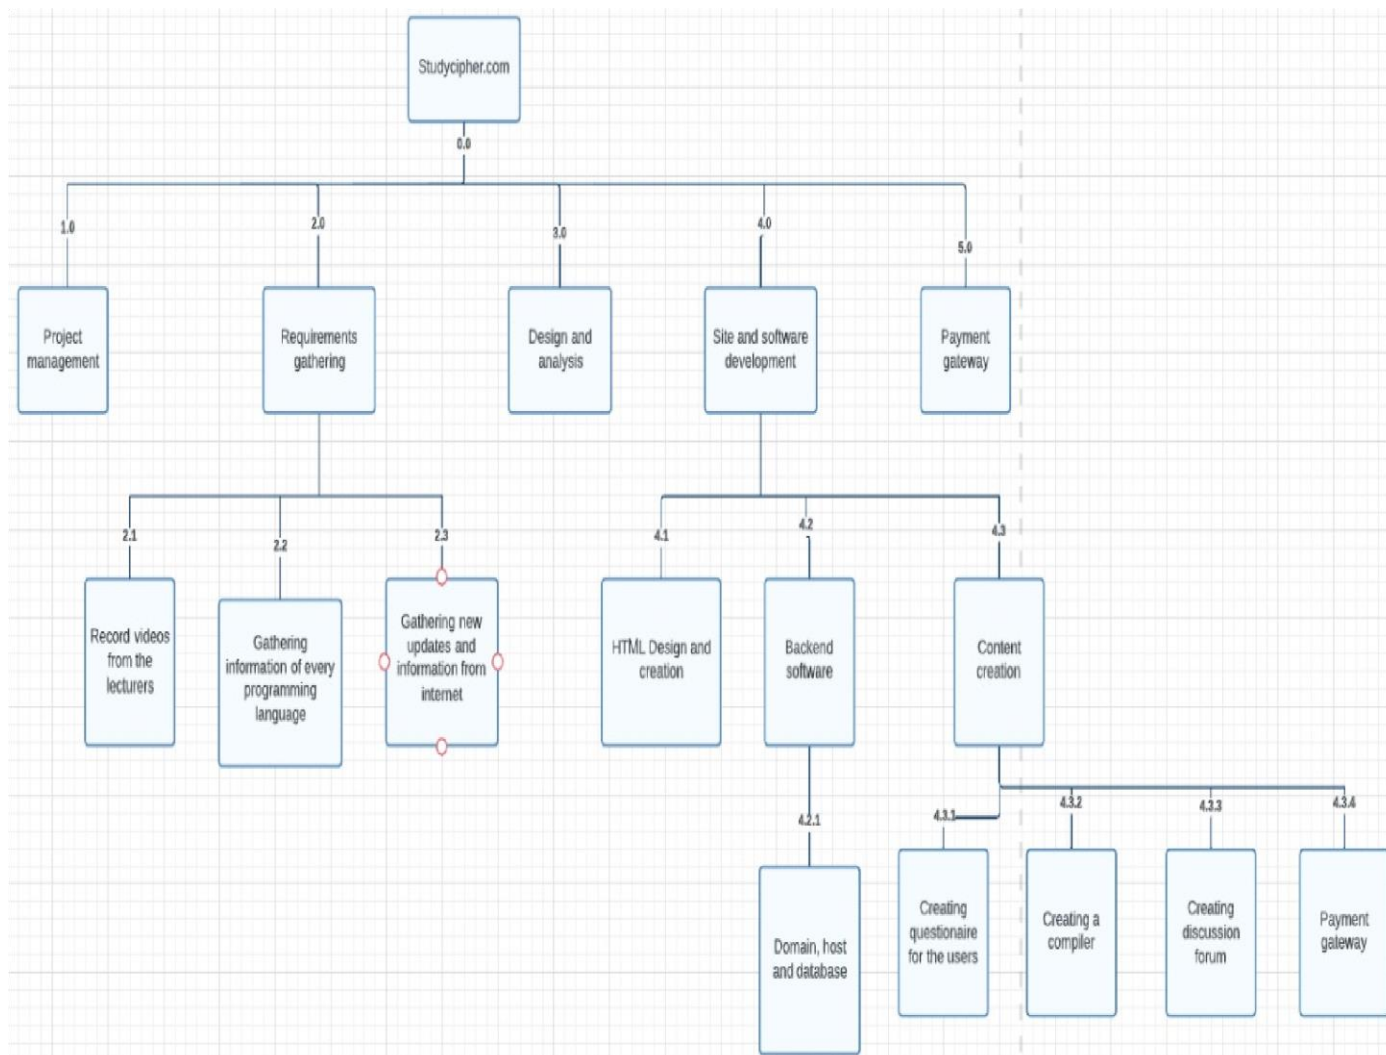 Studycipher.com
0.0
1.0
2.0
3.0
4.0
5.0
Project
management
Requirements
gathering
Design and
analysis
Site and software
development
Payment
gateway
2.1
2.2
2.3
4.1
4.2
4.3
Record videos
from the
lecturers
Gathering
information of every
programming
language
Gathering new
updates and
information from
internet
HTML Design and
creation
Backend
software
Content
creation
4.2.1
4.3.1
4.3.2
4.3.3
4.3.4
Domain, host
and database
Creating
questionaire
for the users
Creating a
compiler
Creating
discussion
forum
Payment
gateway